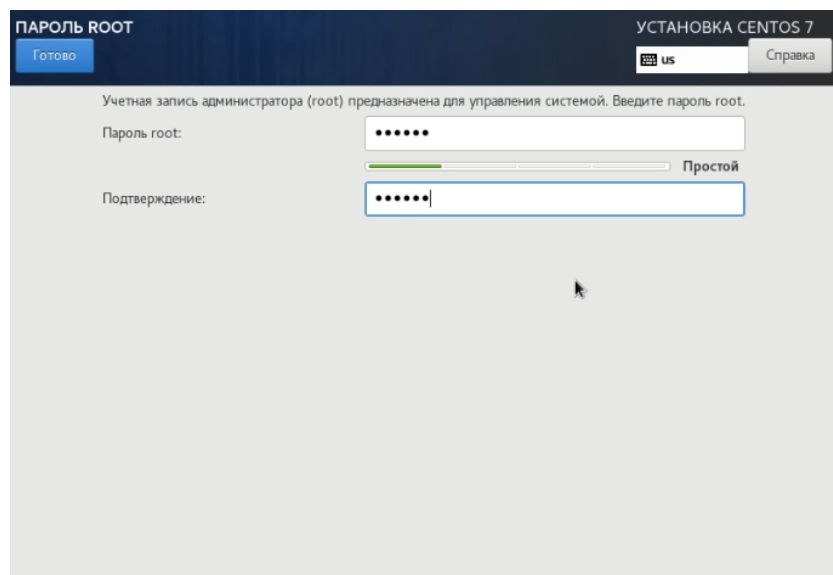 ПАРОЛЬ ROOT
УСТАНОВКА CENTOS 7
Готово
us
Справка
Учетная запись администратора (root) предназначена для управления системой. Введите пароль root.
Пароль root:
••••••
Простой
Подтверждение:
••••••